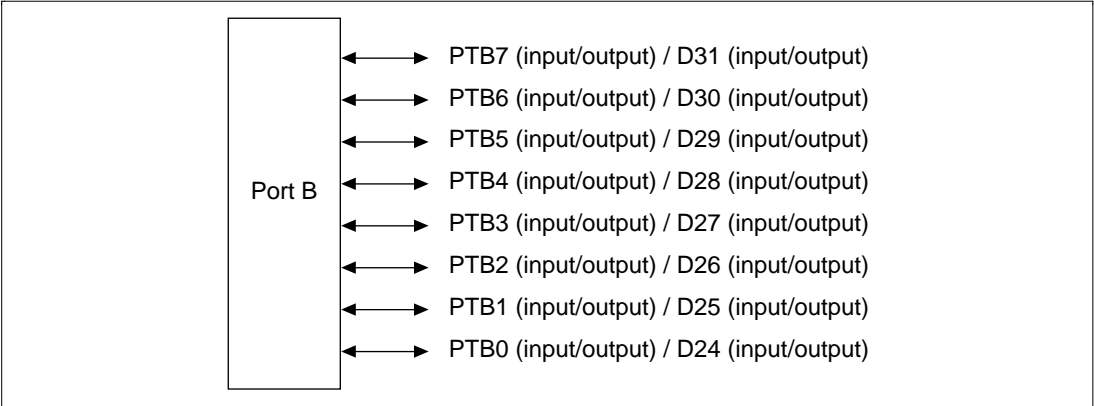 PTB7 (input/output) / D31 (input/output)
PTB6 (input/output) / D30 (input/output)
PTB5 (input/output) / D29 (input/output)
PTB4 (input/output) / D28 (input/output)
Port B
PTB3 (input/output) / D27 (input/output)
PTB2 (input/output) / D26 (input/output)
PTB1 (input/output) / D25 (input/output)
PTB0 (input/output) / D24 (input/output)